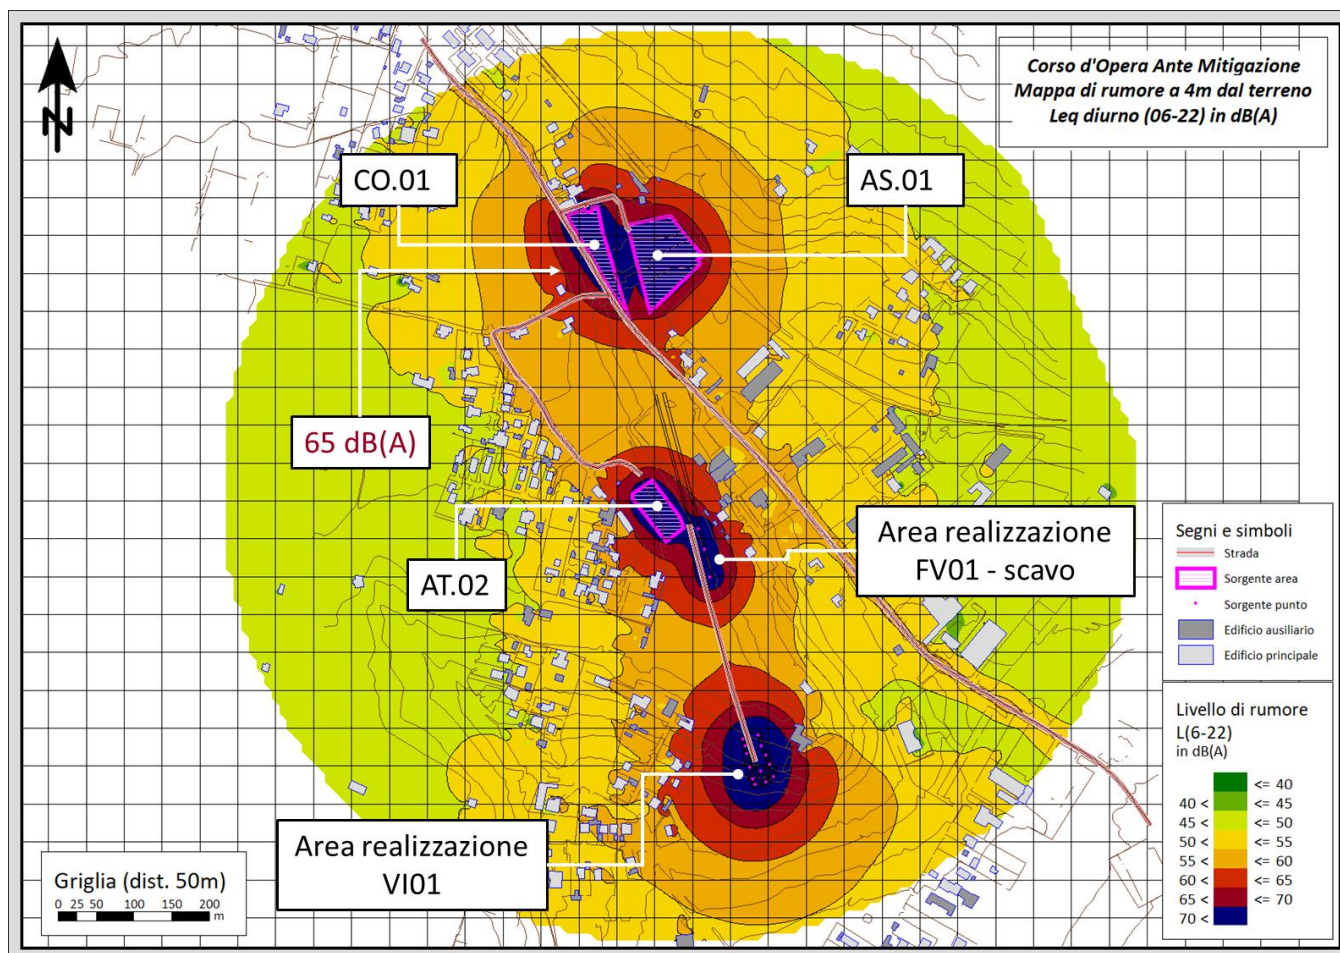 Corso d'Opera Ante Mitigazione
Mappa di rumore a 4m dal terreno
Leq diurno (06-22) in dB(A)
N
CO.01
AS.01
65 dB(A)
AT.02
Area realizzazione
FV01 - scavo
Area realizzazione
VI01
Segni e simboli
Strada
Sorgente area
Sorgente punto
Edificio ausiliario
Edificio principale
Livello di rumore
L(6-22)
in dB(A)
<= 40
40 < <= 45
45 < <= 50
50 < <= 55
55 < <= 60
60 < <= 65
65 < <= 70
70 <
Griglia (dist. 50m)
0 25 50 100 150 200
m